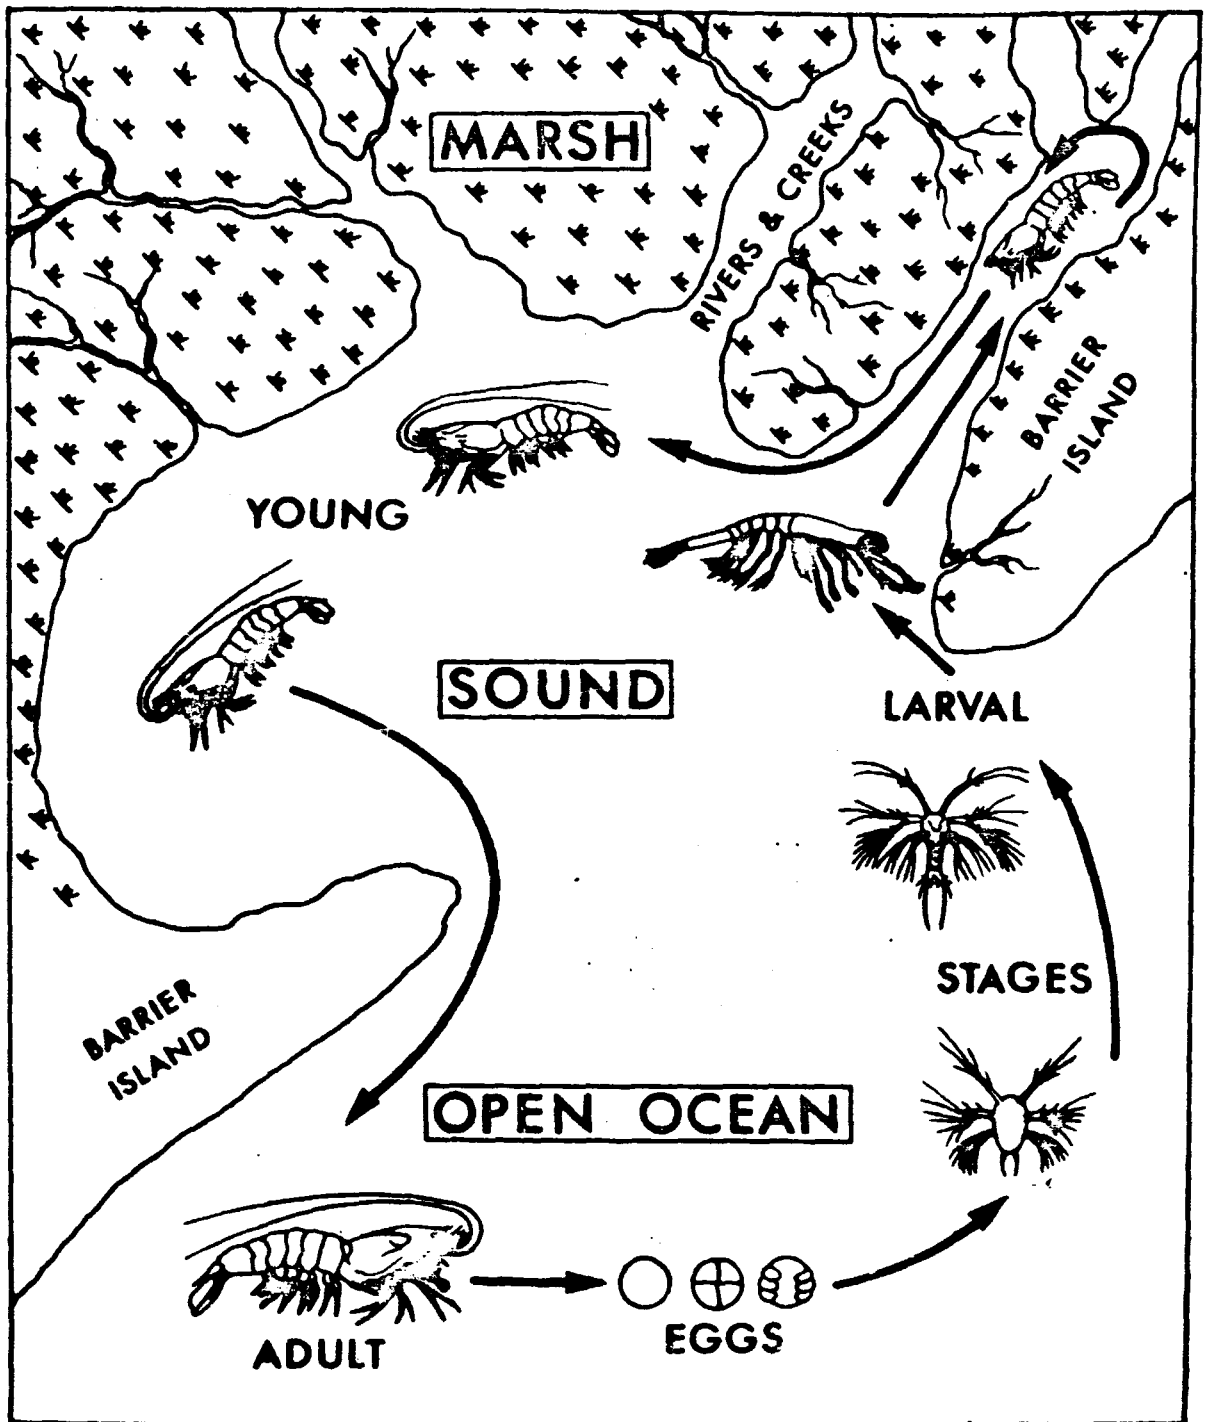 MARSH
RIVERS & CREEKS
BARRIER
ISLAND
YOUNG
SOUND
LARVAL
STAGES
BARRIER
ISLAND
OPEN OCEAN
ADULT
EGGS